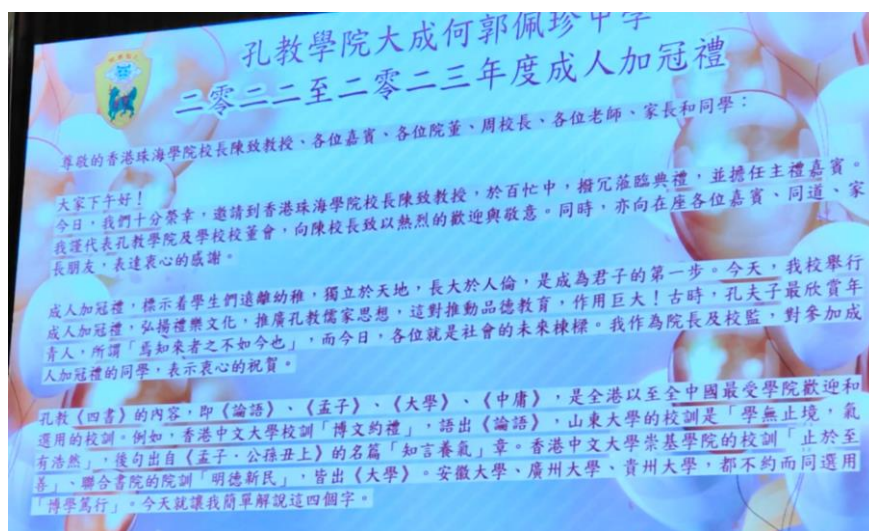 孔教學院大成何郭佩珍中學
二零二二至二零二三年度成人加冠禮
尊敬的香港珠海學院校長陳致教授、各位嘉賓、各位院董、周校長、各位老師、家長和同學：
大家下午好！
今日，我們十分榮幸，邀請到香港珠海學院校長陳致教授，於百忙中，撥冗蒞臨典禮，並擔任主禮嘉賓。
我謹代表孔教學院及學校校董會，向陳校長致以熱烈的歡迎與敬意。同時，亦向在座各位嘉賓、同道、家
長朋友，表達衷心的感謝。
成人加冠禮，標示着學生們遠離幼稚，獨立於天地，長大於人倫，是成為君子的第一步。今天，我校舉行
成人加冠禮，弘揚禮樂文化，推廣孔教儒家思想，這對推動品德教育，作用巨大！古時，孔夫子最欣賞年
青人，所謂「焉知來者之不如今也」，而今日，各位就是社會的未來棟樑。我作為院長及校監，對參加成
人加冠禮的同學，表示衷心的祝賀。
孔教《四書》的內容，即《論語》、《孟子》、《大學》、《中庸》，是全港以至全中國最受學院歡迎和
選用的校訓。例如，香港中文大學校訓「博文約禮」，語出《論語》，山東大學的校訓是「學無止境，氣
有浩然」，後句出自《孟子·公孫丑上》的名篇「知言養氣」章。香港中文大學崇基學院的校訓「止於至
善」、聯合書院的院訓「明德新民」，皆出《大學》。安徽大學、廣州大學、貴州大學，都不約而同選用
「博學篤行」。今天就讓我簡單解說這四個字。